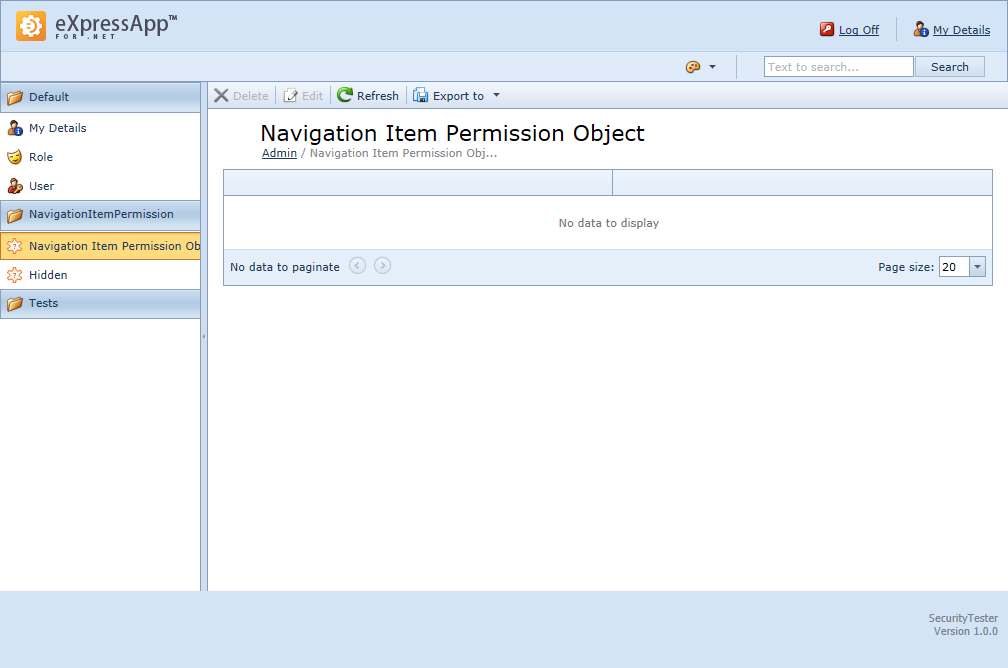 eXpressApp™
FOR .NET
Log Off
My Details
Text to search...
Search
Default
My Details
Role
User
NavigationItemPermission
Navigation Item Permission Ob
Hidden
Tests
Delete
Edit
Refresh
Export to
Navigation Item Permission Object
Admin / Navigation Item Permission Obj...
No data to display
No data to paginate
Page size: 20
SecurityTester
Version 1.0.0